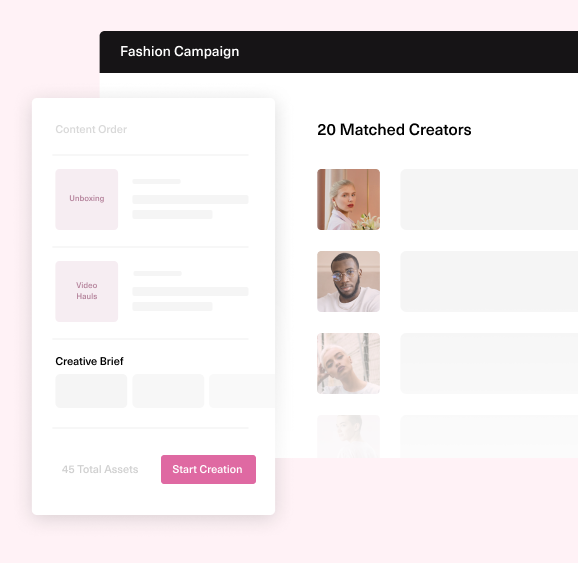 Fashion Campaign
Content Order
Unboxing
Video
Hauls
Creative Brief
45 Total Assets
Start Creation
20 Matched Creators